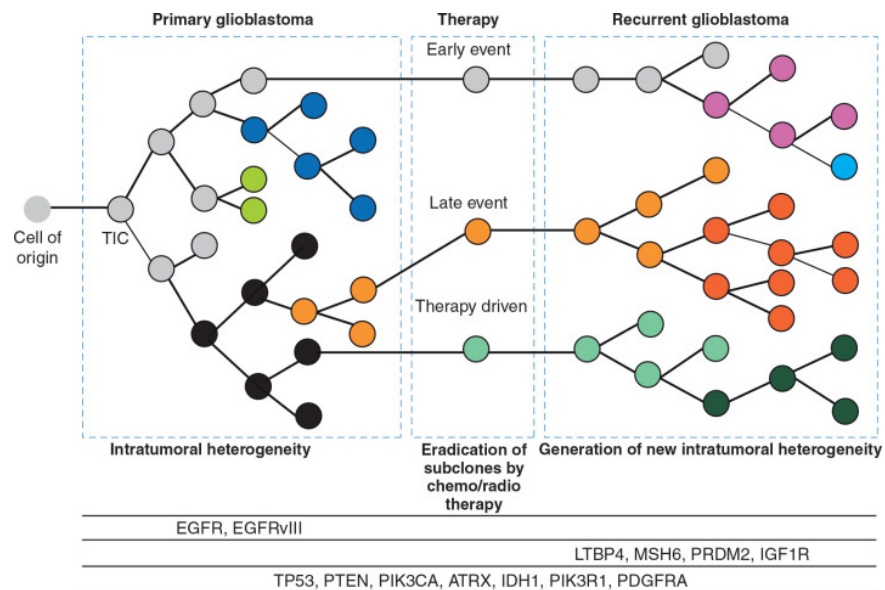 Primary glioblastoma
Therapy
Recurrent glioblastoma
Early event
Cell of
origin
TIC
Late event
Therapy driven
Intratumoral heterogeneity
Eradication of
subclones by
chemo/radio
therapy
Generation of new intratumoral heterogeneity
EGFR, EGFRvIII
LTBP4, MSH6, PRDM2, IGF1R
TP53, PTEN, PIK3CA, ATRX, IDH1, PIK3R1, PDGFRA